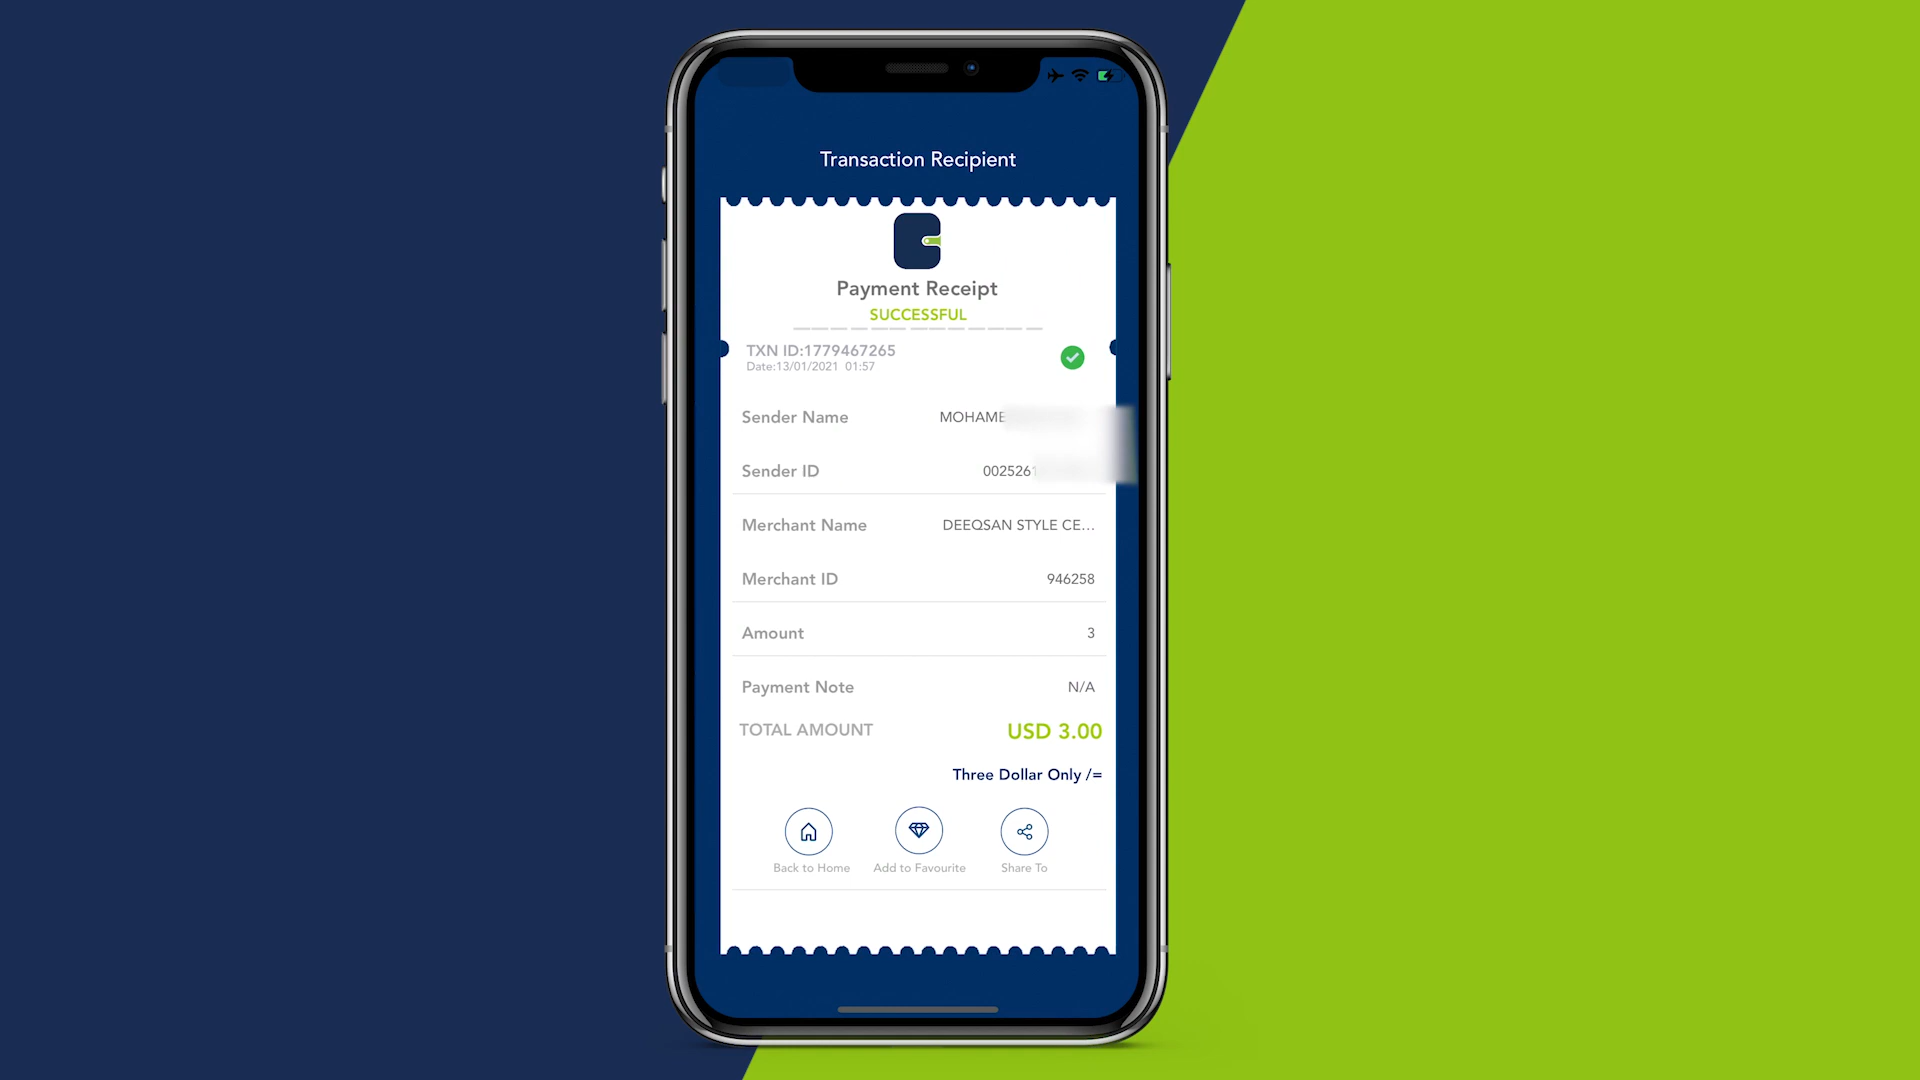 Transaction Recipient
Payment Receipt
SUCCESSFUL
TXN ID:1779467265
Date:13/01/2021 01:57
Sender Name MOHAME
Sender ID 002526
Merchant Name DEEQSAN STYLE CE...
Merchant ID 946258
Amount 3
Payment Note N/A
TOTAL AMOUNT USD 3.00
Three Dollar Only /=
Back to Home Add to Favourite Share To